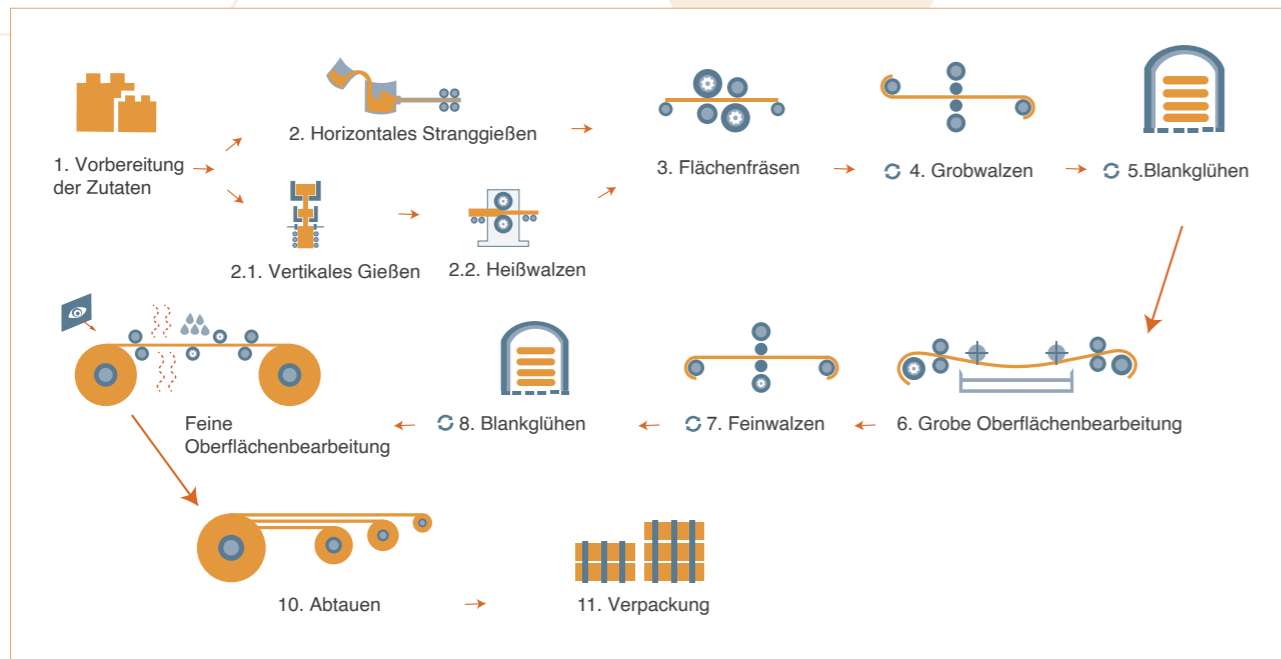 1. Vorbereitung
der Zutaten
2. Horizontales Stranggießen
2.1. Vertikales Gießen
2.2. Heißwalzen
3. Flächenfräsen
4. Grobwalzen
5.Blankglühen
6. Grobe Oberflächenbearbeitung
7. Feinwalzen
8. Blankglühen
Feine
Oberflächenbearbeitung
10. Abtauen
11. Verpackung